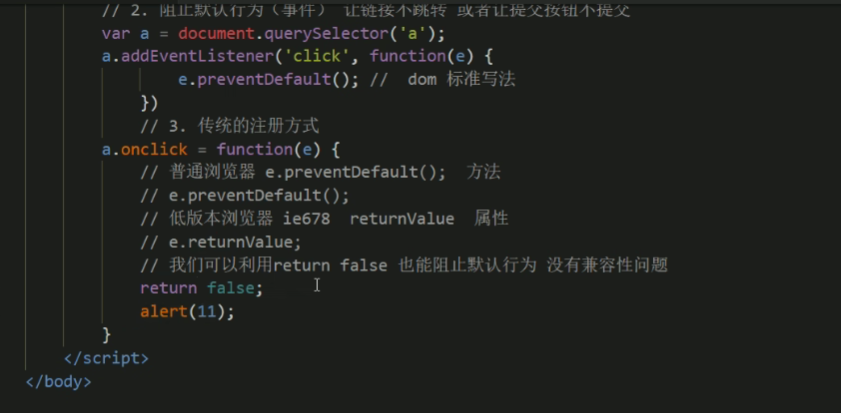 // 2. 阻止默认行为（事件） 让链接不跳转 或者让提交按钮不提交
var a = document.querySelector('a');
a.addEventListener('click', function(e) {
e.preventDefault(); //  dom 标准写法
})
// 3. 传统的注册方式
a.onclick = function(e) {
// 普通浏览器 e.preventDefault();  方法
// e.preventDefault();
// 低版本浏览器 ie678  returnValue  属性
// e.returnValue;
// 我们可以利用return false 也能阻止默认行为 没有兼容性问题
return false;
alert(11);
}
</script>
</body>